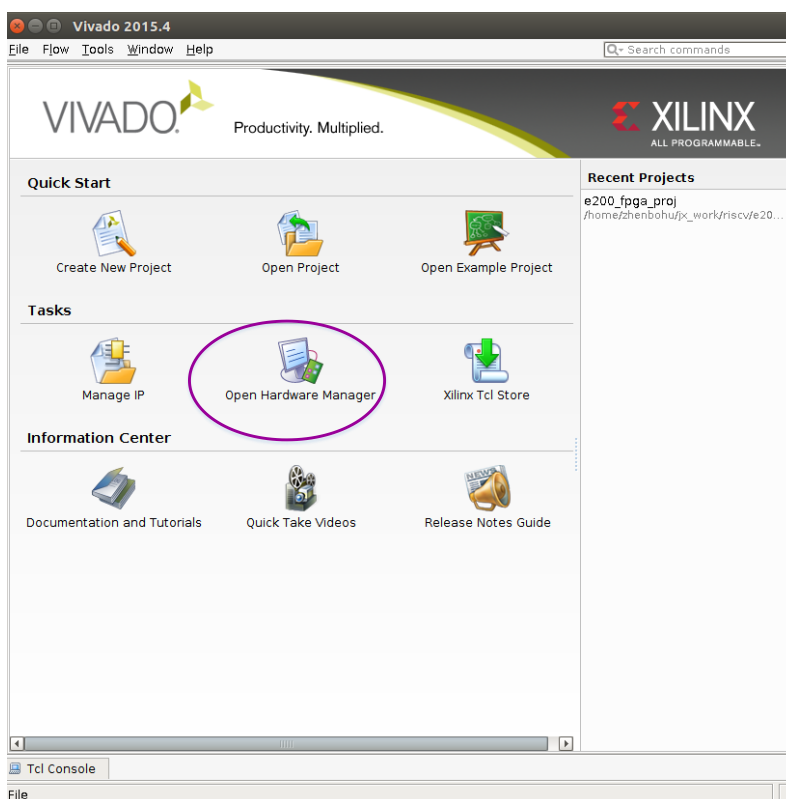 Vivado 2015.4
File Flow Tools Window Help
Search commands
VIVADO.
Productivity. Multiplied.
XILINX
ALL PROGRAMMABLE.
Quick Start
Create New Project
Open Project
Open Example Project
Tasks
Manage IP
Open Hardware Manager
Xilinx Tcl Store
Information Center
Documentation and Tutorials
Quick Take Videos
Release Notes Guide
Recent Projects
e200_fpga_proj
/home/zhenbohu/jx_work/riscv/e20...
Tcl Console
File